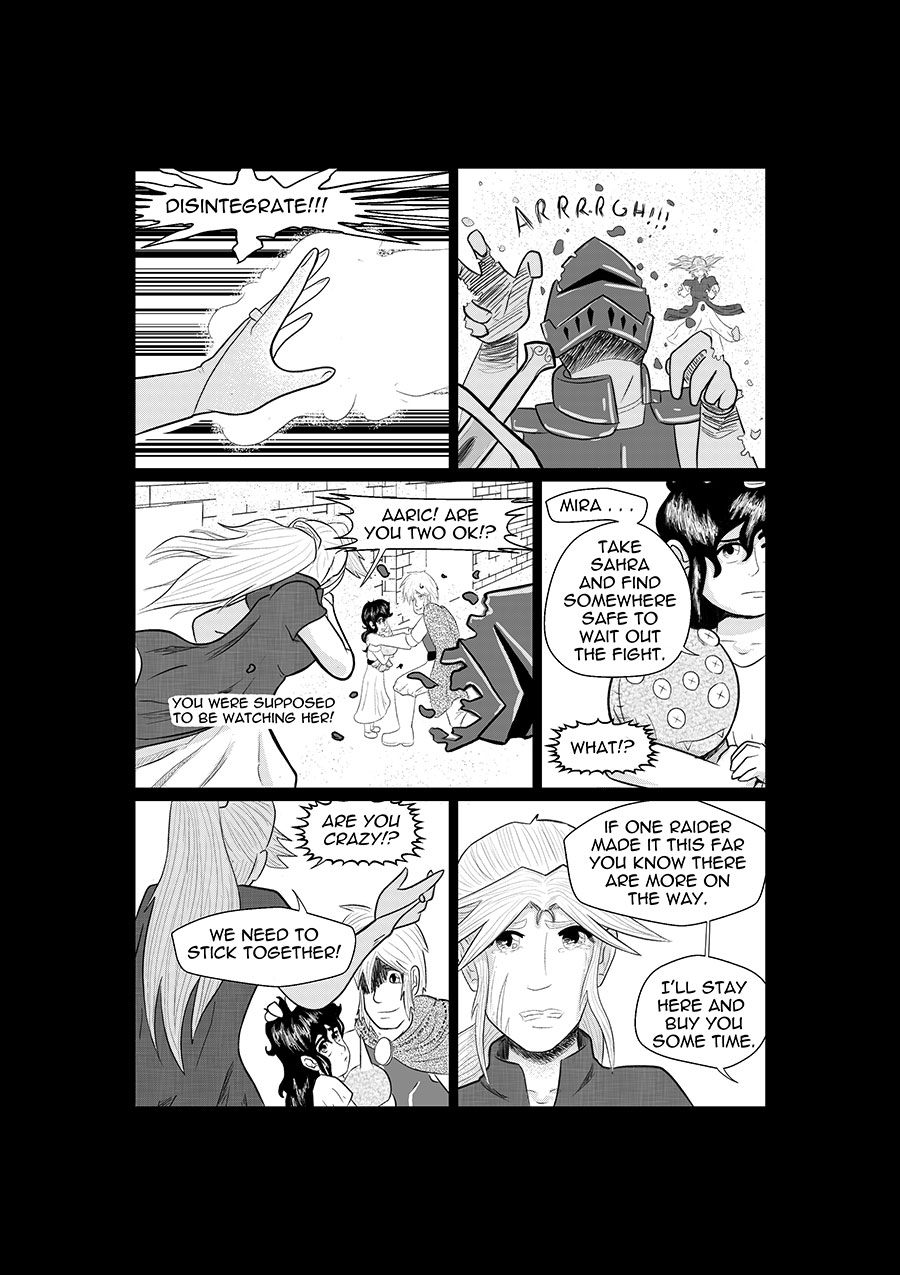 DISINTEGRATE!!!
ARRRRGH!!!
AARIC! ARE
YOU TWO OK!?
YOU WERE SUPPOSED
TO BE WATCHING HER!
MIRA . . .
TAKE
SAHRA
AND FIND
SOMEWHERE
SAFE TO
WAIT OUT
THE FIGHT.
WHAT!?
ARE YOU
CRAZY!?
WE NEED TO
STICK TOGETHER!
IF ONE RAIDER
MADE IT THIS FAR
YOU KNOW THERE
ARE MORE ON
THE WAY.
I'LL STAY
HERE AND
BUY YOU
SOME TIME.